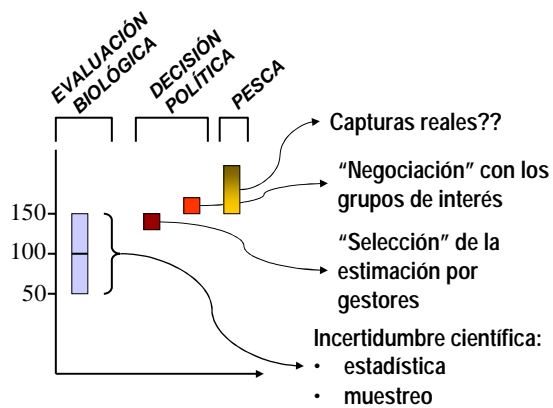 EVALUACIÓN
BIOLÓGICA
DECISIÓN
POLÍTICA
PESCA
Capturas reales??
“Negociación” con los
grupos de interés
“Selección” de la
estimación por
gestores
Incertidumbre científica:
• estadística
• muestreo
150
100
50